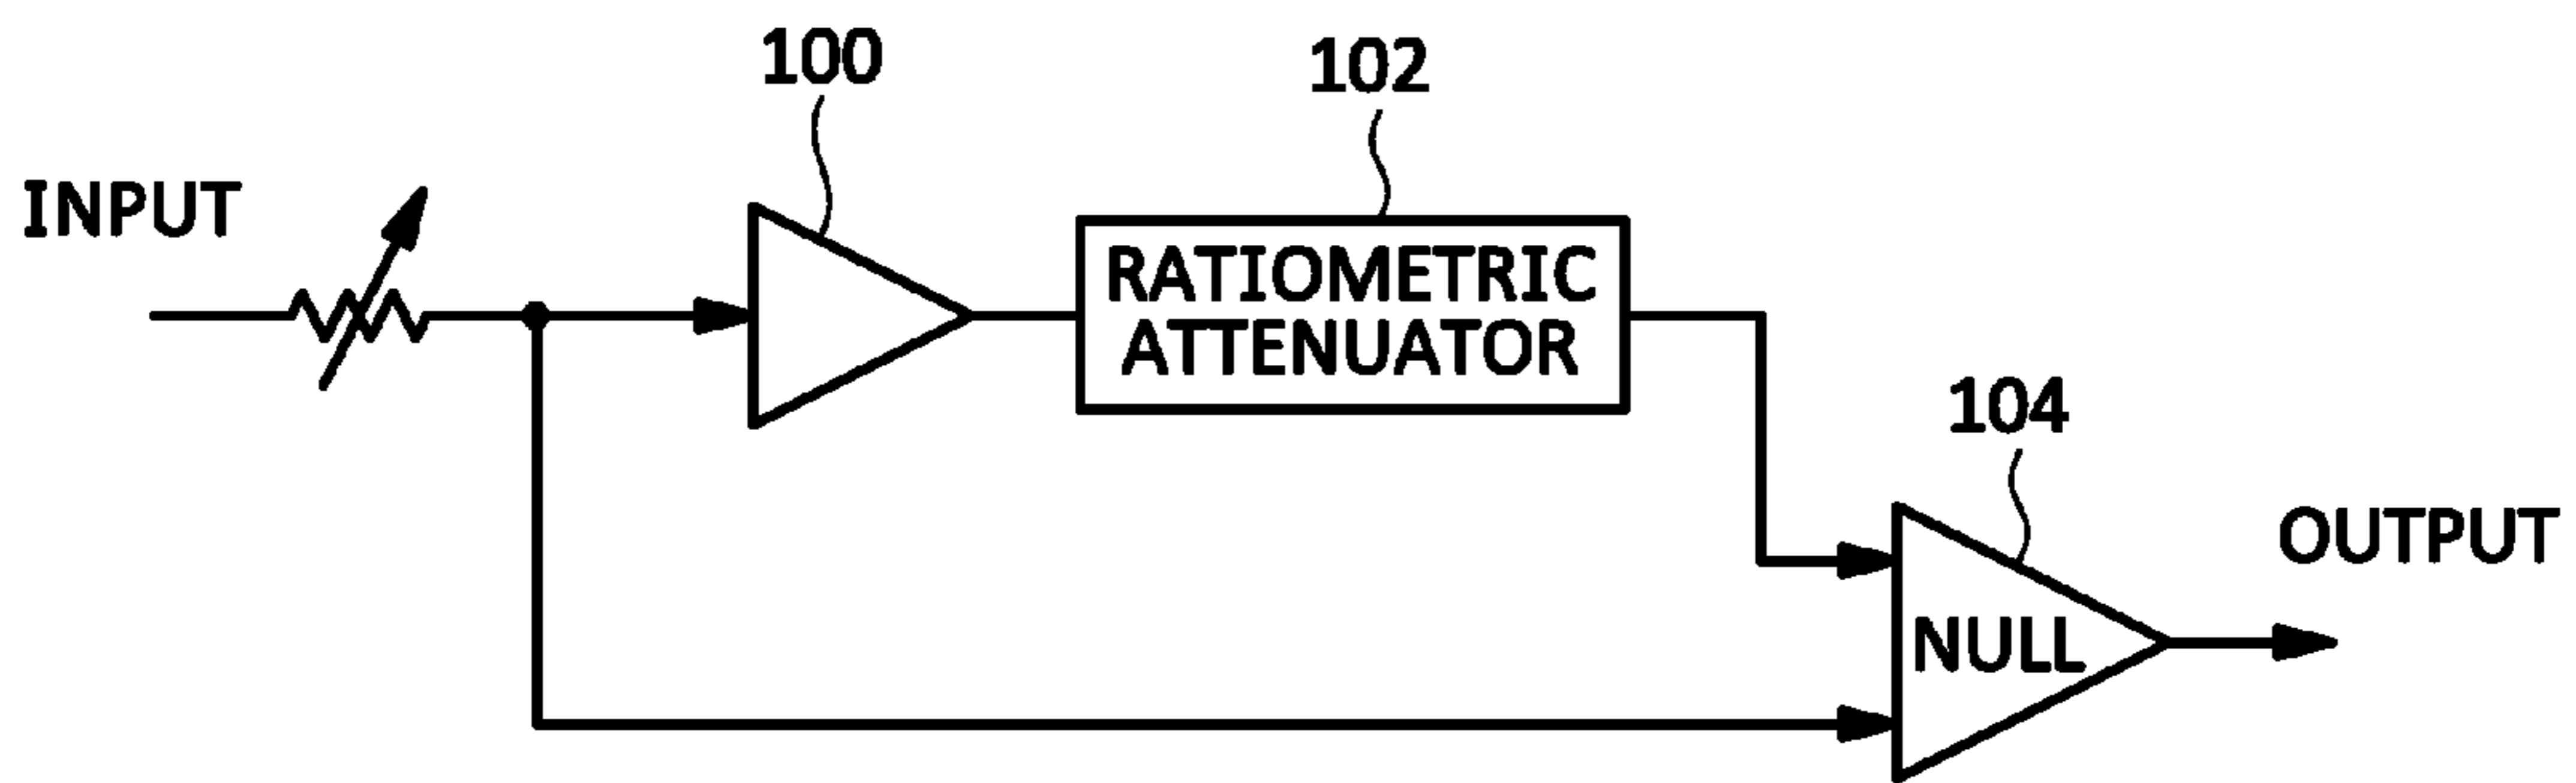 100
102
INPUT
RATIOMETRIC
ATTENUATOR
104
OUTPUT
NULL